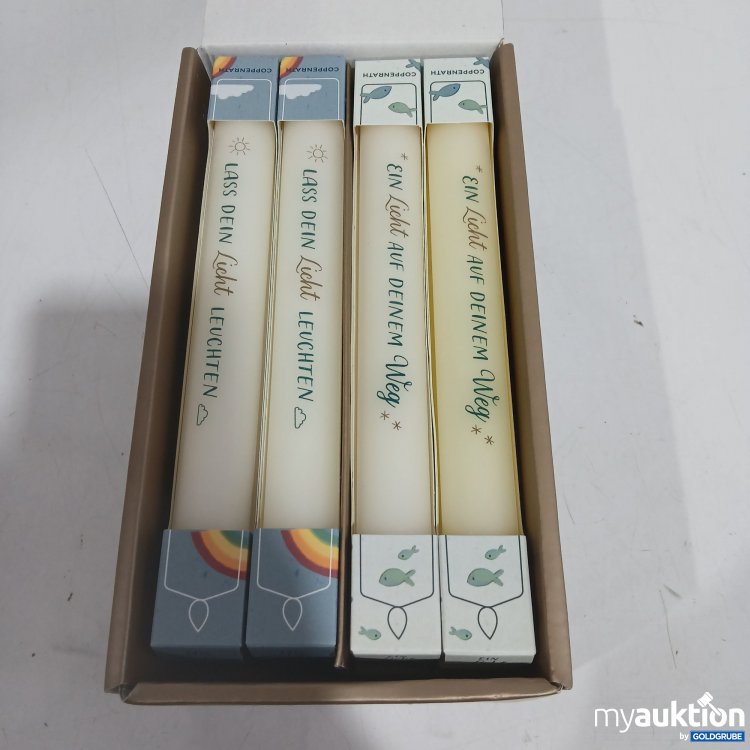 COPPENRATH
COPPENRATH
COPPENRATH
COPPENRATH
LASS DEIN Licht LEUCHTEN
LASS DEIN Licht LEUCHTEN
EIN Licht AUF DEINEM Weg
EIN Licht AUF DEINEM Weg
myauktion
by GOLDGRUBE